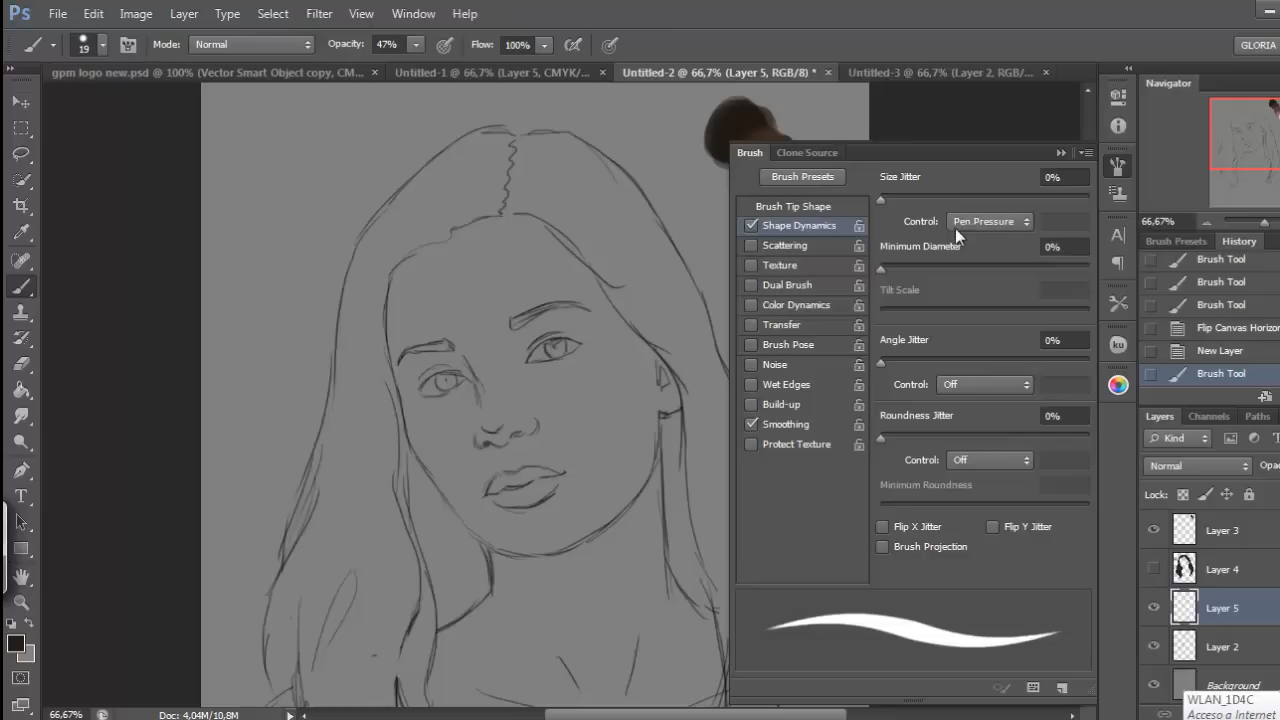 Ps File Edit Image Layer Type Select Filter View Window Help
19 Mode: Normal Opacity: 47% Flow: 100% GLORIA
gpm logo new.psd @ 100% (Vector Smart Object copy, CM... × Untitled-1 @ 66,7% (Layer 5, CMYK/... × Untitled-2 @ 66,7% (Layer 5, RGB/8) * × Untitled-3 @ 66,7% (Layer 2, RGB/... ×
Navigator
Brush Clone Source
Brush Presets
Size Jitter 0%
Brush Tip Shape
Shape Dynamics
Control: Pen Pressure
Scattering
Minimum Diameter 0%
Texture
Dual Brush
Tilt Scale
Color Dynamics
Transfer
Brush Pose
Angle Jitter 0%
Noise
Wet Edges
Control: Off
Build-up
Smoothing
Roundness Jitter 0%
Protect Texture
Control: Off
Minimum Roundness
Flip X Jitter Flip Y Jitter
Brush Projection
66,67%
Brush Presets History
Brush Tool
Brush Tool
Brush Tool
Flip Canvas Horizo
New Layer
Brush Tool
ku
Layers Channels Paths
Kind
Normal Opa
Lock:
Layer 3
Layer 4
Layer 5
Layer 2
Background
WLAN_1D4C
Acceso a Internet
66,67% Doc: 4,04M/10,8M